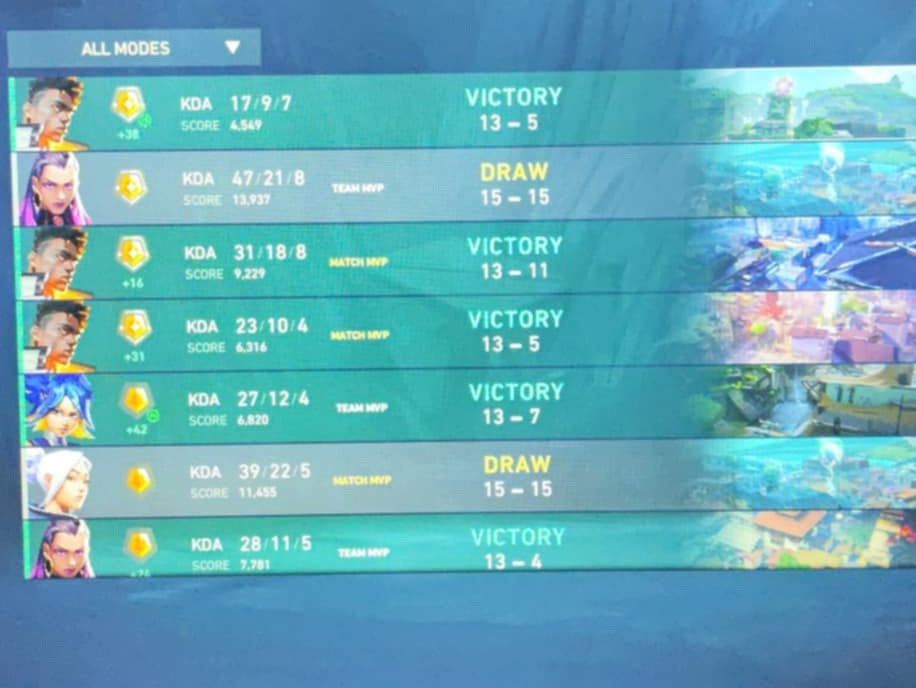 ALL MODES
KDA 17/9/7
SCORE 4,549
+38
VICTORY
13 – 5
KDA 47/21/8
SCORE 13,937
TEAM MVP
DRAW
15 – 15
KDA 31/18/8
SCORE 9,229
+16
MATCH MVP
VICTORY
13 – 11
KDA 23/10/4
SCORE 6,316
+31
MATCH MVP
VICTORY
13 – 5
KDA 27/12/4
SCORE 6,820
+42
TEAM MVP
VICTORY
13 – 7
KDA 39/22/5
SCORE 11,455
MATCH MVP
DRAW
15 – 15
KDA 28/11/5
SCORE 7,781
TEAM MVP
VICTORY
13 – 4